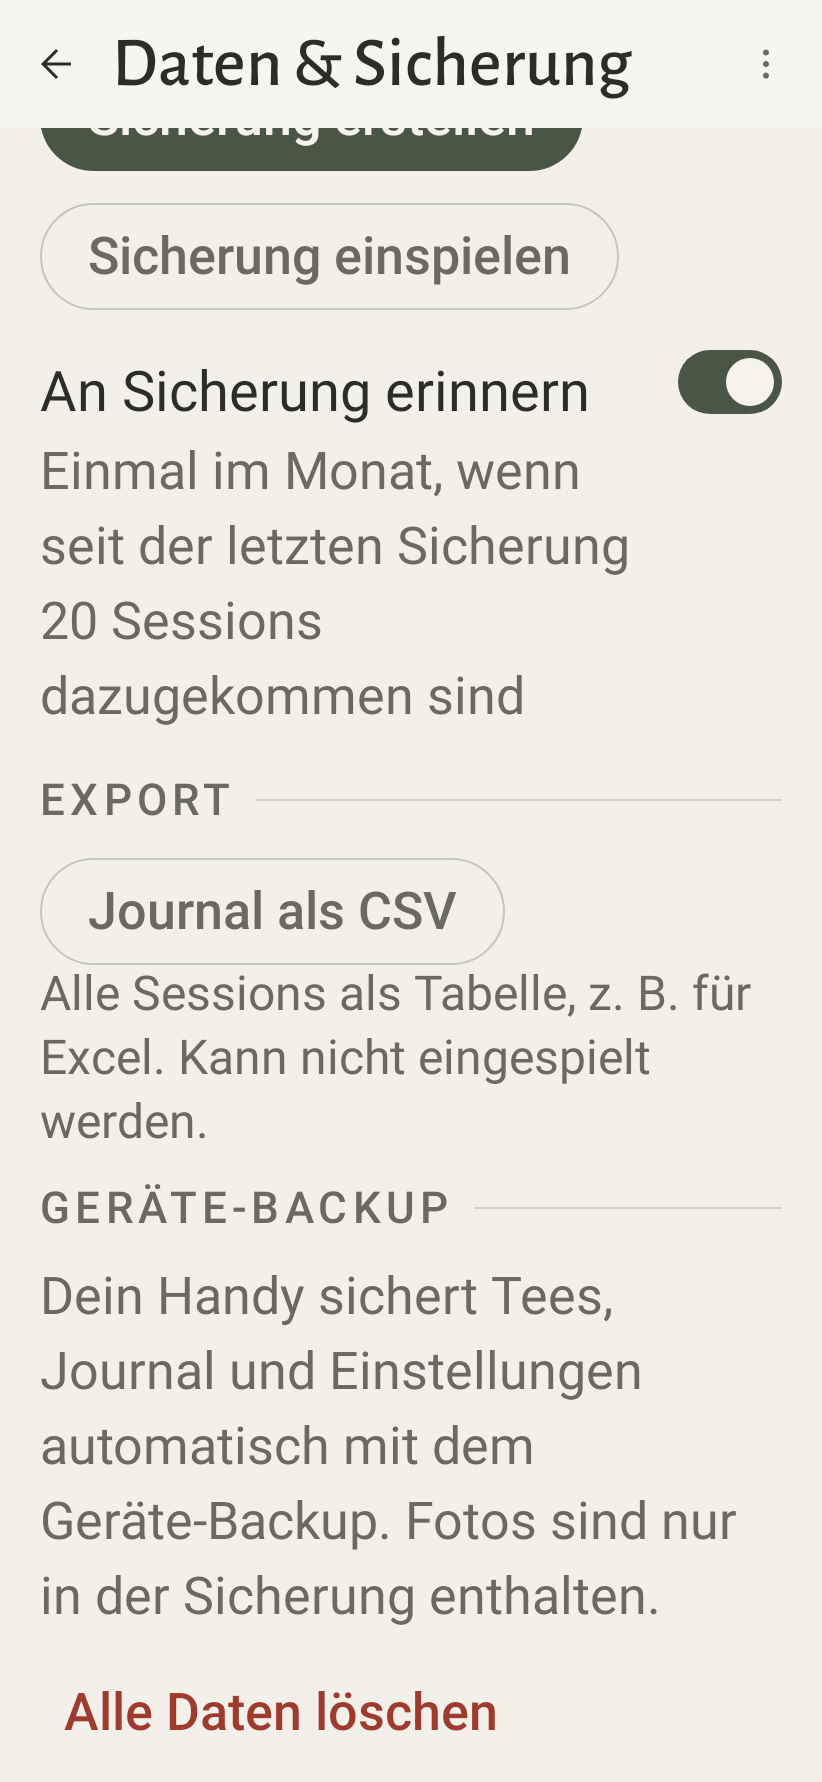 Daten & Sicherung
Sicherung erstellen
Sicherung einspielen
An Sicherung erinnern
Einmal im Monat, wenn
seit der letzten Sicherung
20 Sessions
dazugekommen sind
EXPORT
Journal als CSV
Alle Sessions als Tabelle, z. B. für
Excel. Kann nicht eingespielt
werden.
GERÄTE-BACKUP
Dein Handy sichert Tees,
Journal und Einstellungen
automatisch mit dem
Geräte-Backup. Fotos sind nur
in der Sicherung enthalten.
Alle Daten löschen